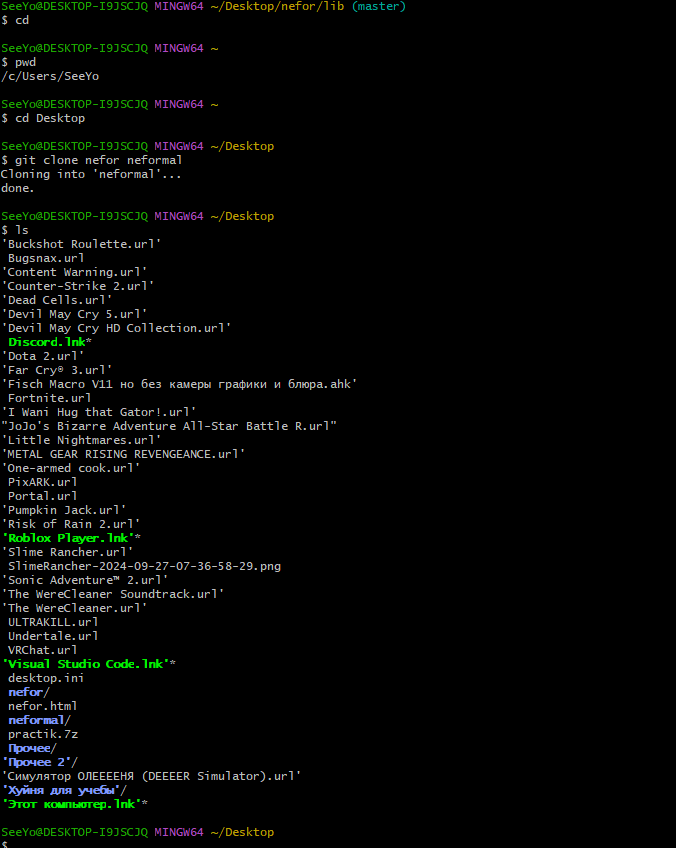 SeeYo@DESKTOP-I9JSCJQ MINGW64 ~/Desktop/nefor/lib (master)
$ cd
SeeYo@DESKTOP-I9JSCJQ MINGW64 ~
$ pwd
/c/Users/SeeYo
SeeYo@DESKTOP-I9JSCJQ MINGW64 ~
$ cd Desktop
SeeYo@DESKTOP-I9JSCJQ MINGW64 ~/Desktop
$ git clone nefor neformal
Cloning into 'neformal'...
done.
SeeYo@DESKTOP-I9JSCJQ MINGW64 ~/Desktop
$ ls
'Buckshot Roulette.url'
Bugsnax.url
'Content Warning.url'
'Counter-Strike 2.url'
'Dead Cells.url'
'Devil May Cry 5.url'
'Devil May Cry HD Collection.url'
Discord.lnk*
'Dota 2.url'
'Far Cry® 3.url'
'Fisch Macro V11 но без камеры графики и блюра.ahk'
Fortnite.url
'I Wani Hug that Gator!.url'
"JoJo's Bizarre Adventure All-Star Battle R.url"
'Little Nightmares.url'
'METAL GEAR RISING REVENGEANCE.url'
'One-armed cook.url'
PixARK.url
Portal.url
'Pumpkin Jack.url'
'Risk of Rain 2.url'
'Roblox Player.lnk'*
'Slime Rancher.url'
SlimeRancher-2024-09-27-07-36-58-29.png
'Sonic Adventure™ 2.url'
'The WereCleaner Soundtrack.url'
'The WereCleaner.url'
ULTRAKILL.url
Undertale.url
VRChat.url
'Visual Studio Code.lnk'*
desktop.ini
nefor/
nefor.html
neformal/
practik.7z
Прочее/
'Прочее 2'/
'Симулятор ОЛЕЕЕЕНЯ (DEEEER Simulator).url'
'Хуйня для учебы'/
'Этот компьютер.lnk'*
SeeYo@DESKTOP-I9JSCJQ MINGW64 ~/Desktop
$